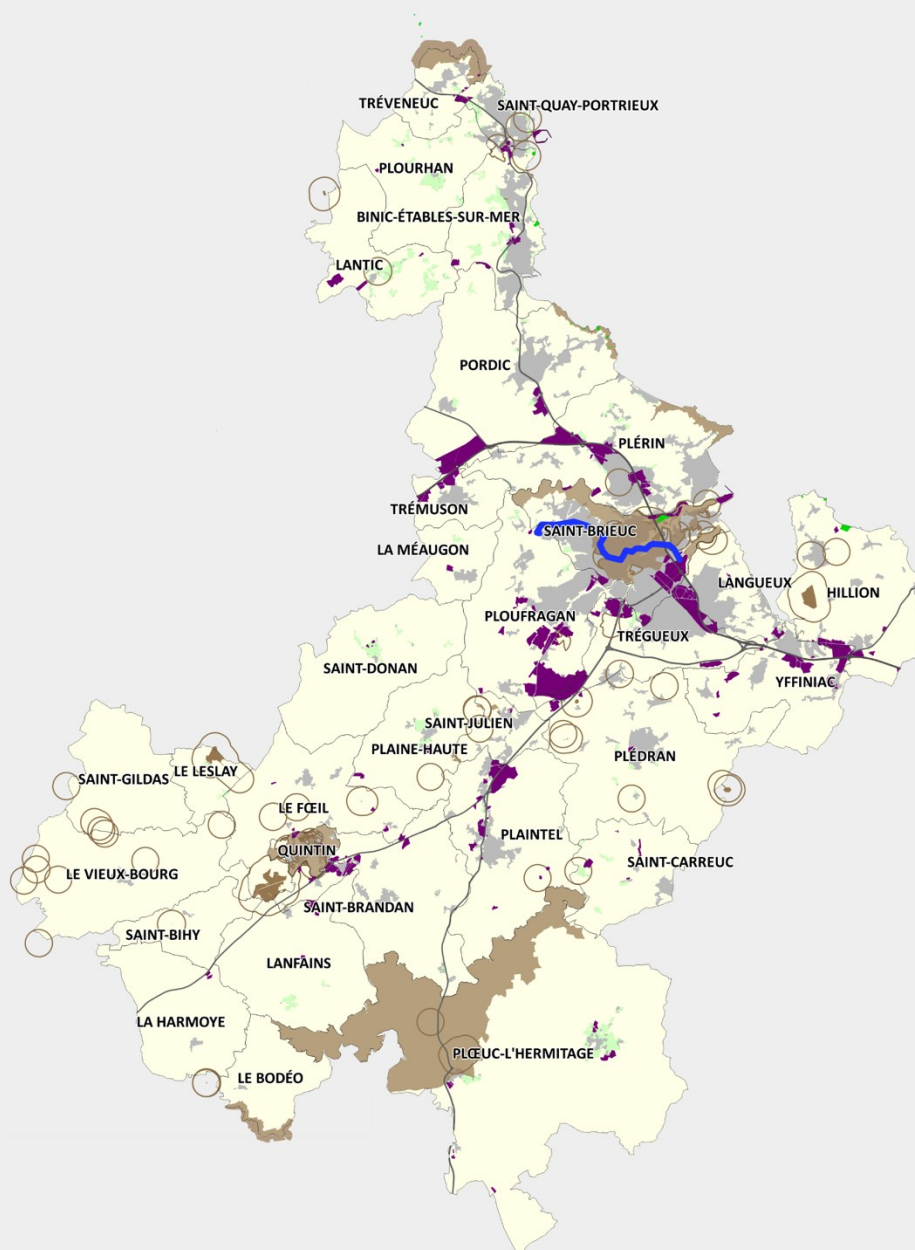 TRÉVENEUC
SAINT-QUAY-PORTRIEUX
PLOURHAN
BINIC-ÉTABLES-SUR-MER
LANTIC
PORDIC
PLÉRIN
TRÉMUSON
SAINT-BRIEUC
LA MÉAUGON
LANGUEUX
HILLION
PLOUFRAGAN
TRÉGUEUX
SAINT-DONAN
YFFINIAC
SAINT-JULIEN
PLAINE-HAUTE
PLÉDRAN
LE LESLAY
SAINT-GILDAS
LE FŒIL
PLAINTEL
QUINTIN
SAINT-CARREUC
LE VIEUX-BOURG
SAINT-BRANDAN
SAINT-BIHY
LANFAINS
LA HARMOYE
PLŒUC-L'HERMITAGE
LE BODÉO